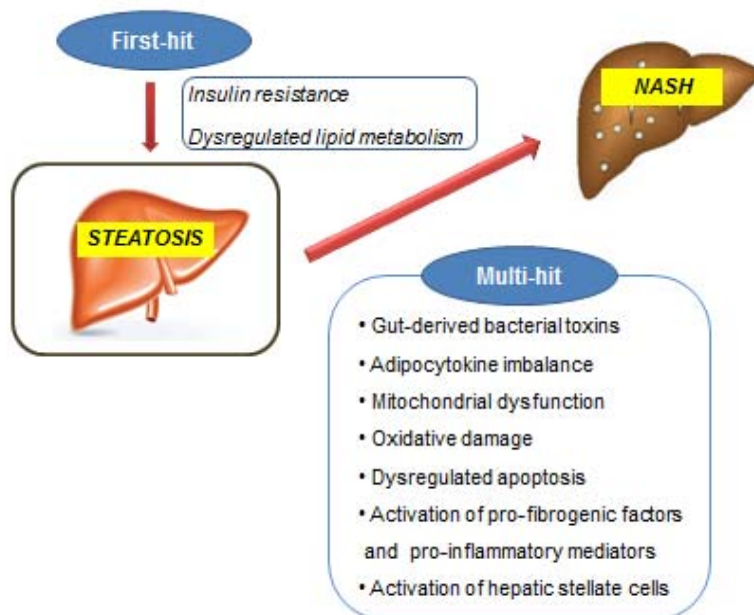 First-hit
Insulin resistance
Dysregulated lipid metabolism
NASH
STEATOSIS
Multi-hit
• Gut-derived bacterial toxins
• Adipocytokine imbalance
• Mitochondrial dysfunction
• Oxidative damage
• Dysregulated apoptosis
• Activation of pro-fibrogenic factors
and pro-inflammatory mediators
• Activation of hepatic stellate cells